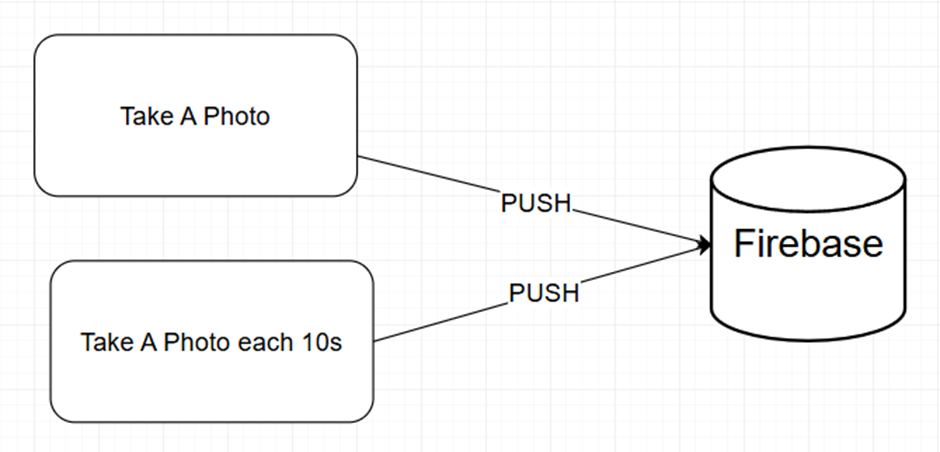 Take A Photo
PUSH
Firebase
PUSH
Take A Photo each 10s